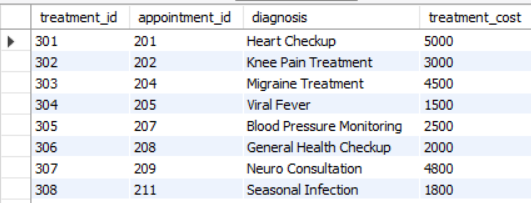 treatment_id appointment_id diagnosis treatment_cost
301 201 Heart Checkup 5000
302 202 Knee Pain Treatment 3000
303 204 Migraine Treatment 4500
304 205 Viral Fever 1500
305 207 Blood Pressure Monitoring 2500
306 208 General Health Checkup 2000
307 209 Neuro Consultation 4800
308 211 Seasonal Infection 1800